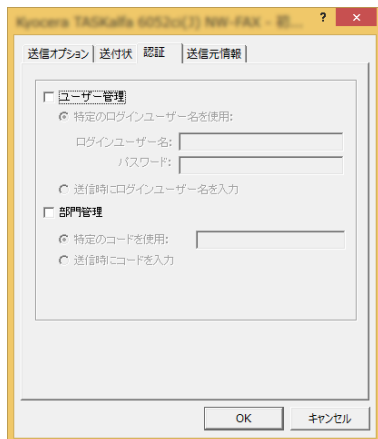 Kyocera TASKalfa 6052ci(J) NW-FAX - 初...
? ×
送信オプション 送付状 認証 送信元情報
ユーザー管理
特定のログインユーザー名を使用:
ログインユーザー名:
パスワード:
送信時にログインユーザー名を入力
部門管理
特定のコードを使用:
送信時にコードを入力
OK キャンセル